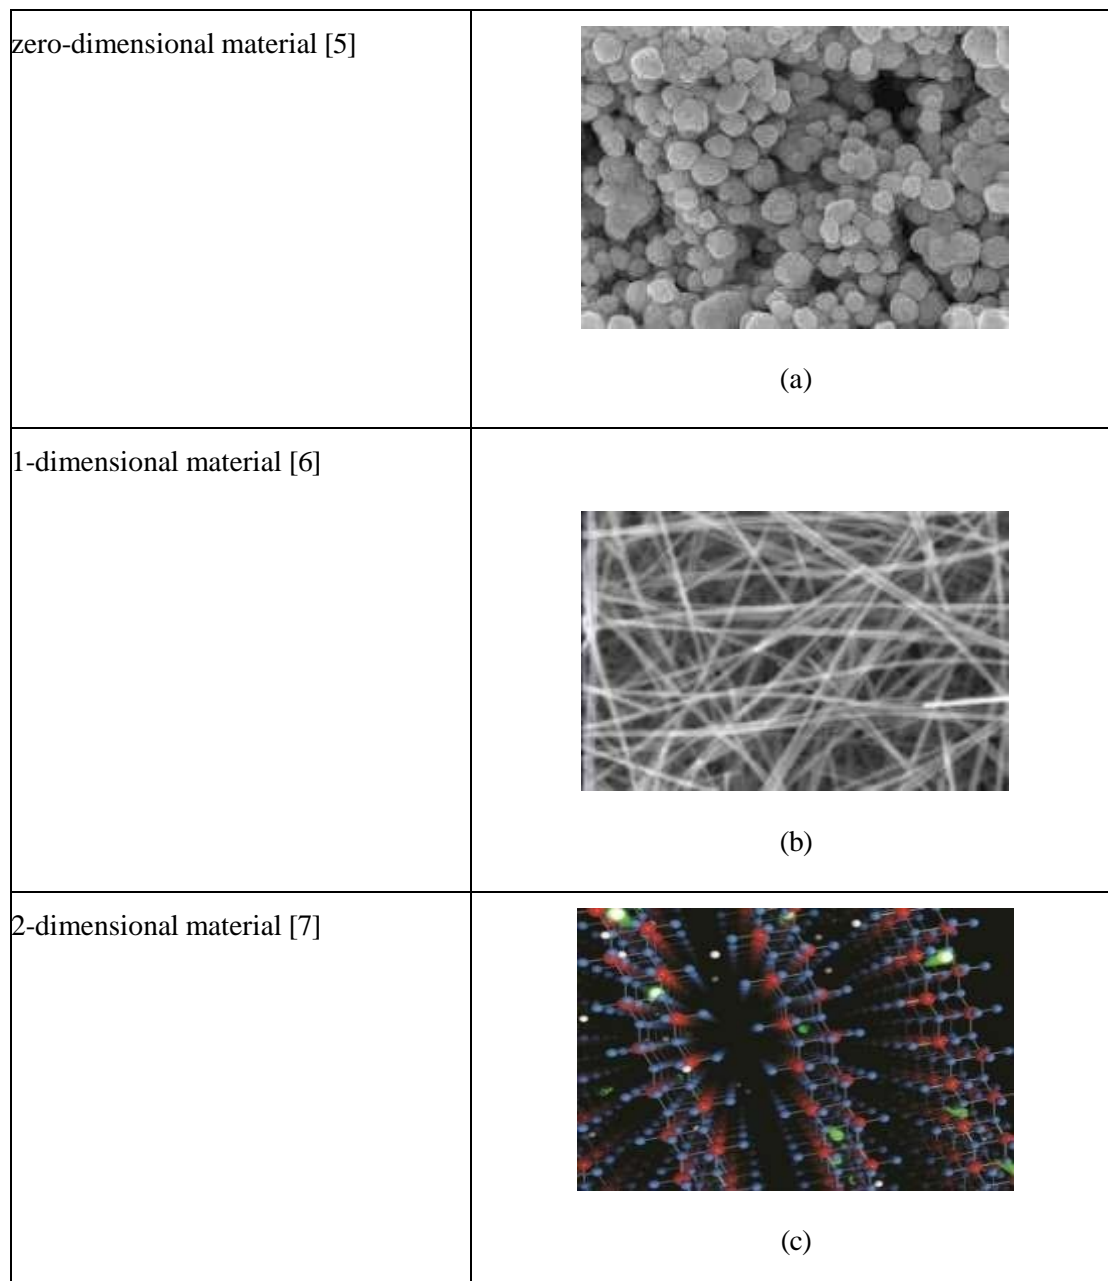 zero-dimensional material [5]
(a)
1-dimensional material [6]
(b)
2-dimensional material [7]
(c)